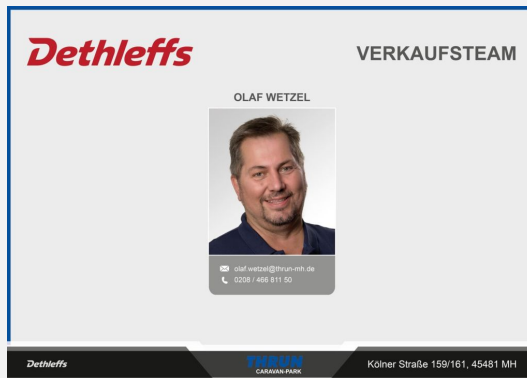 Dethleffs
VERKAUFSTEAM
OLAF WETZEL
olaf.wetzel@thrun-mh.de
0208 / 466 811 50
Dethleffs
THRUN
CARAVAN-PARK
Kölner Straße 159/161, 45481 MH